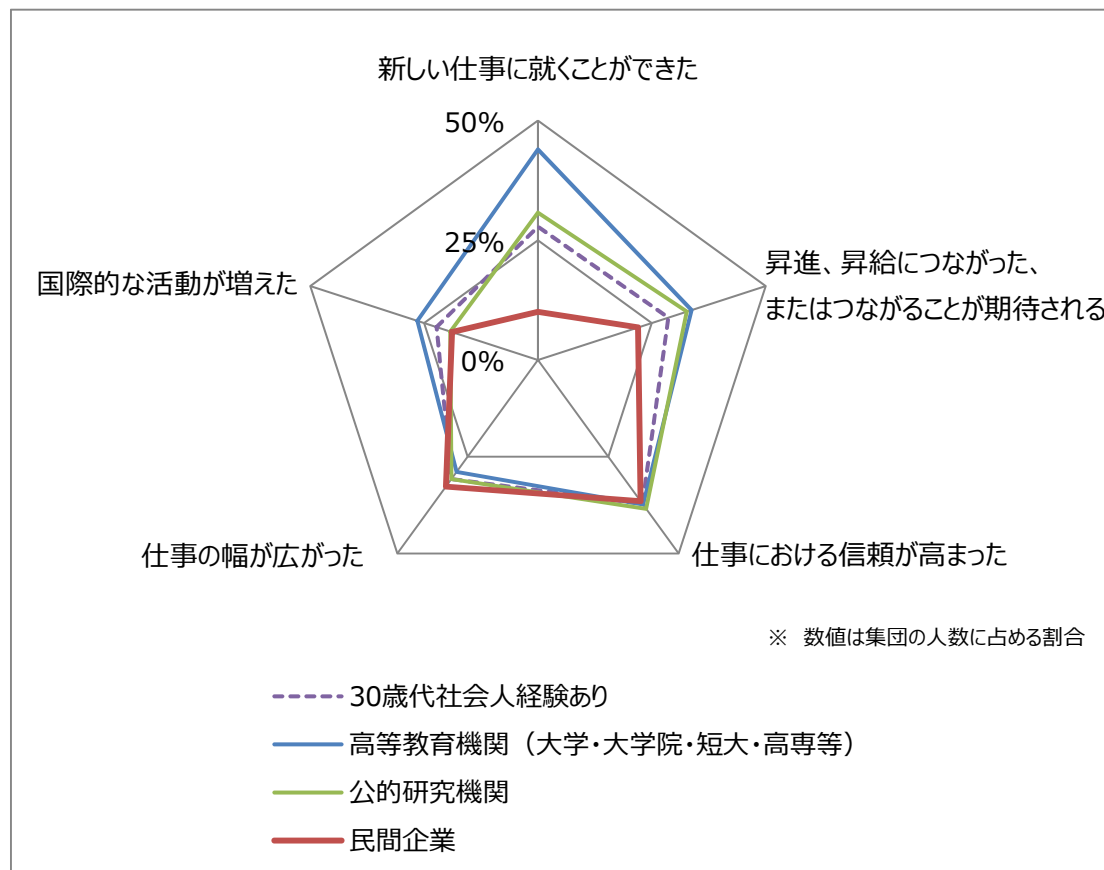 新しい仕事に就くことができた
50%
25%
0%
昇進、昇給につながった、
またはつながることが期待される
国際的な活動が増えた
仕事の幅が広がった
仕事における信頼が高まった
※ 数値は集団の人数に占める割合
30歳代社会人経験あり
高等教育機関（大学・大学院・短大・高専等）
公的研究機関
民間企業